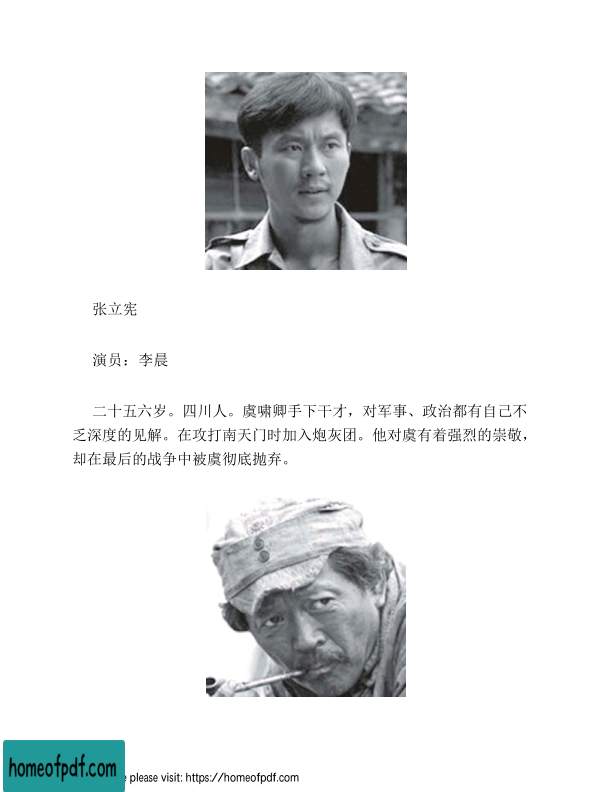 张立宪
演员：李晨
二十五六岁。四川人。虞啸卿手下干才，对军事、政治都有自己不
乏深度的见解。在攻打南天门时加入炮灰团。他对虞有着强烈的崇敬，
却在最后的战争中被虞彻底抛弃。
homeofpdf.com
e please visit: https://homeofpdf.com